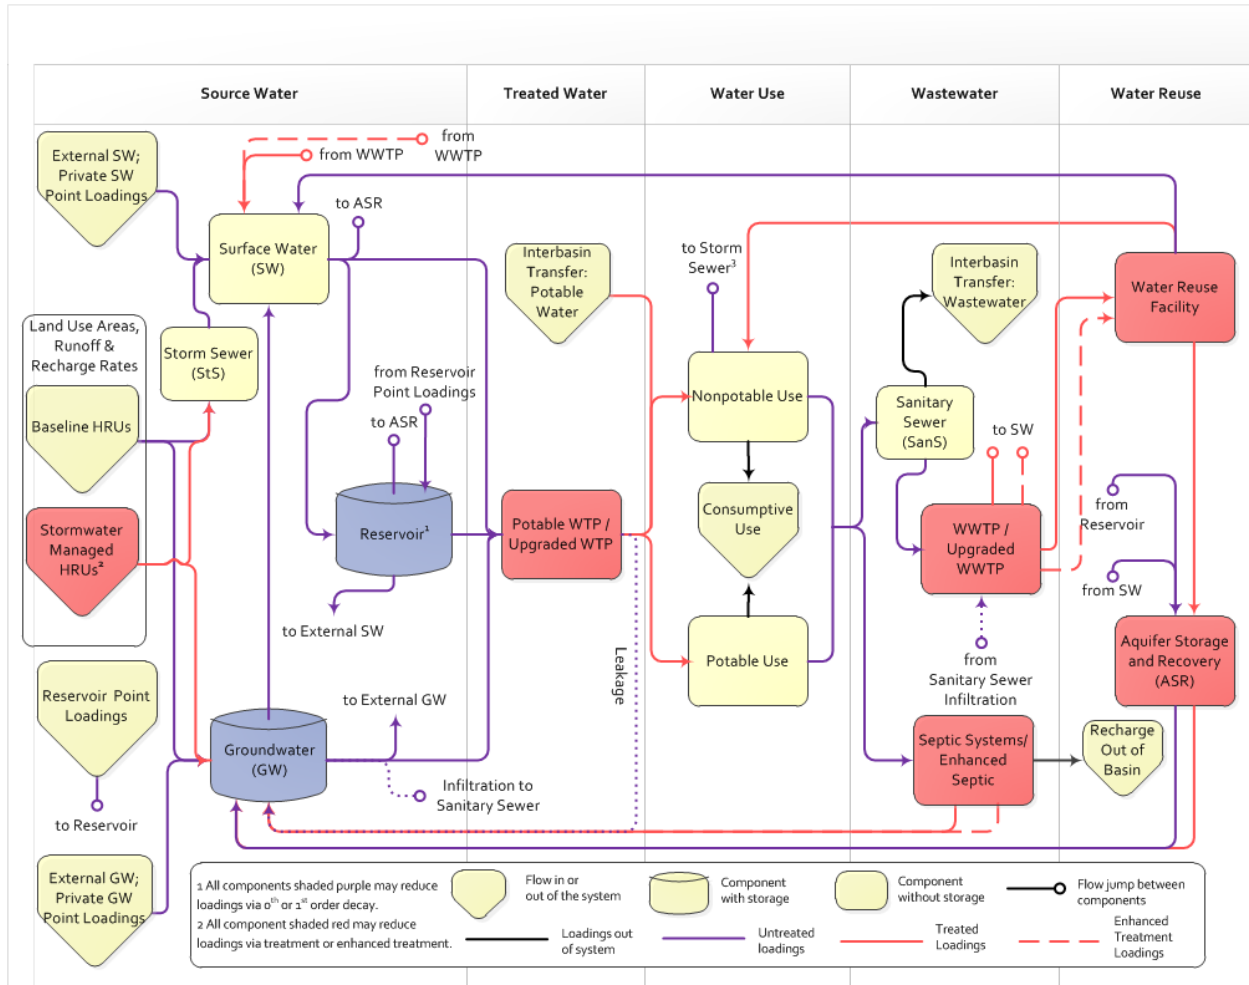 Source Water
Treated Water
Water Use
Wastewater
Water Reuse
External SW;
Private SW
Point Loadings
from WWTP
from
WWTP
to ASR
Surface Water
(SW)
Land Use Areas,
Runoff &
Recharge Rates
Storm Sewer
(StS)
Baseline HRUs
Stormwater
Managed
HRUs²
from Reservoir
Point Loadings
to ASR
Reservoir¹
to External SW
Reservoir Point
Loadings
to Reservoir
to External GW
Groundwater
(GW)
Infiltration to
Sanitary Sewer
External GW;
Private GW
Point Loadings
Interbasin
Transfer:
Potable
Water
Potable WTP /
Upgraded WTP
Leakage
to Storm
Sewer³
Nonpotable Use
Consumptive
Use
Potable Use
Interbasin
Transfer:
Wastewater
Sanitary
Sewer
(SanS)
to SW
WWTP /
Upgraded
WWTP
from
Sanitary Sewer
Infiltration
Septic Systems/
Enhanced
Septic
Water Reuse
Facility
from
Reservoir
from SW
Aquifer Storage
and Recovery
(ASR)
Recharge
Out of
Basin
1 All components shaded purple may reduce
loadings via 0th or 1st order decay.
2 All component shaded red may reduce
loadings via treatment or enhanced treatment.
Flow in or
out of the system
Component
with storage
Component
without storage
Flow jump between
components
Loadings out
of system
Untreated
loadings
Treated
Loadings
Enhanced
Treatment
Loadings